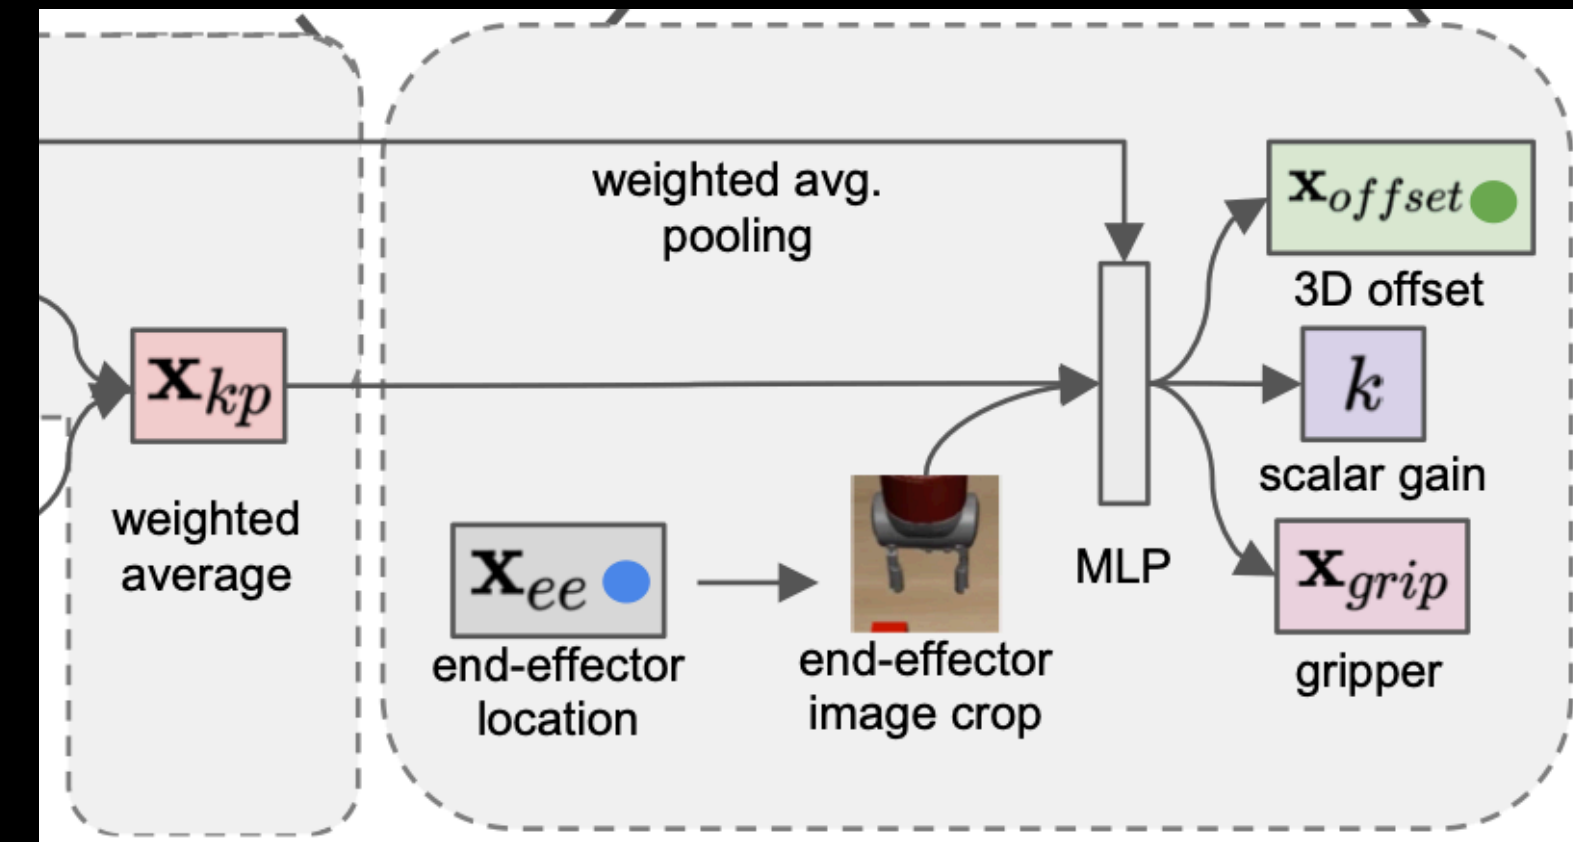 weighted avg.
pooling
x_offset
3D offset
x_kp
k
scalar gain
weighted
average
x_ee
end-effector
location
end-effector
image crop
MLP
x_grip
gripper